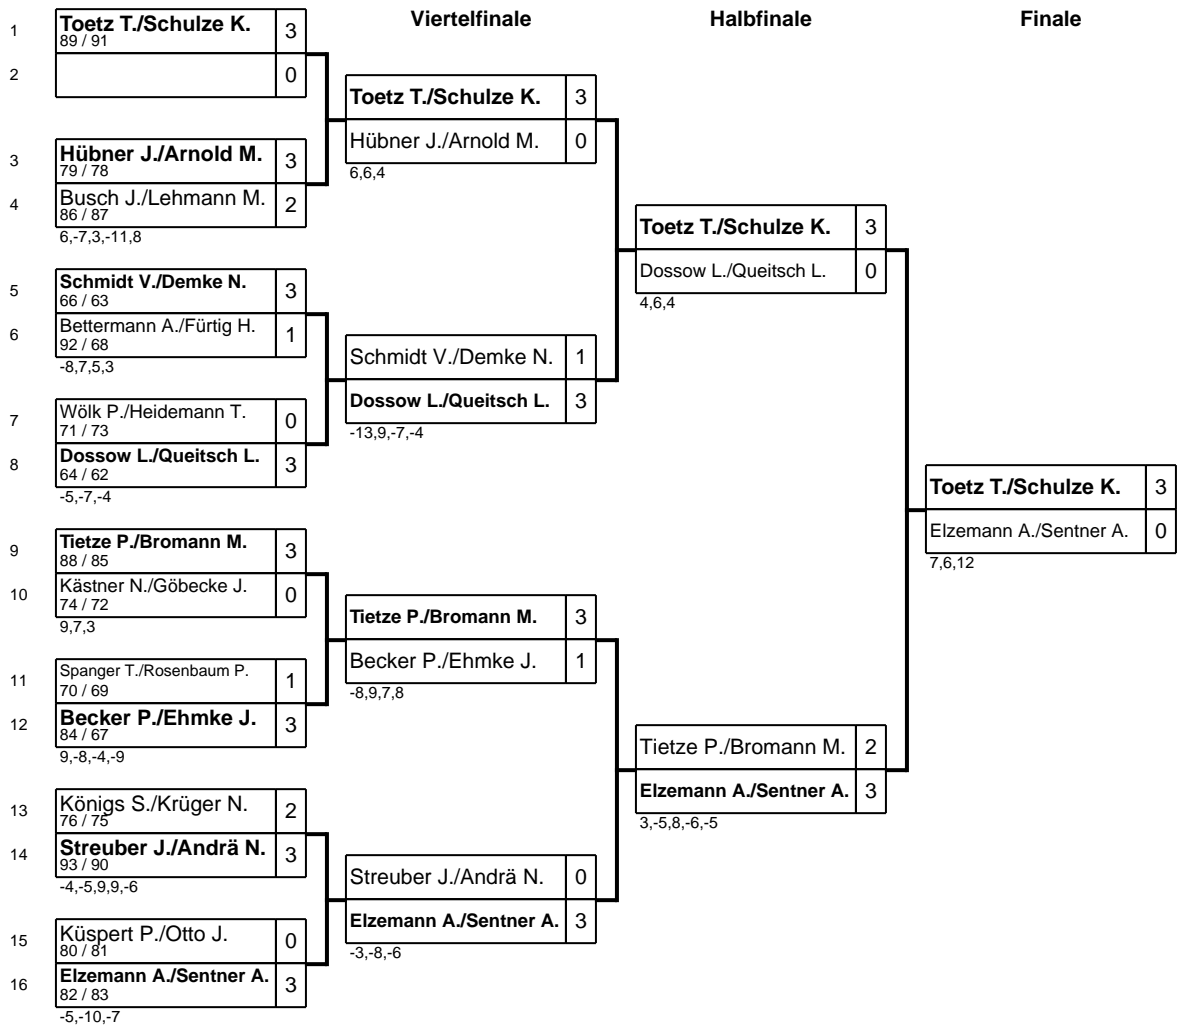 Viertelfinale
Halbfinale
Finale
1 Toetz T./Schulze K. 3
89 / 91
2 0
3 Hübner J./Arnold M. 3
79 / 78
4 Busch J./Lehmann M. 2
86 / 87
6,-7,3,-11,8
5 Schmidt V./Demke N. 3
66 / 63
6 Bettermann A./Fürtig H. 1
92 / 68
-8,7,5,3
7 Wölk P./Heidemann T. 0
71 / 73
8 Dossow L./Queitsch L. 3
64 / 62
-5,-7,-4
9 Tietze P./Bromann M. 3
88 / 85
10 Kästner N./Göbecke J. 0
74 / 72
9,7,3
11 Spanger T./Rosenbaum P. 1
70 / 69
12 Becker P./Ehmke J. 3
84 / 67
9,-8,-4,-9
13 Königs S./Krüger N. 2
76 / 75
14 Streuber J./Andrä N. 3
93 / 90
-4,-5,9,9,-6
15 Küspert P./Otto J. 0
80 / 81
16 Elzemann A./Sentner A. 3
82 / 83
-5,-10,-7
Toetz T./Schulze K. 3
Hübner J./Arnold M. 0
6,6,4
Schmidt V./Demke N. 1
Dossow L./Queitsch L. 3
-13,9,-7,-4
Tietze P./Bromann M. 3
Becker P./Ehmke J. 1
-8,9,7,8
Streuber J./Andrä N. 0
Elzemann A./Sentner A. 3
-3,-8,-6
Toetz T./Schulze K. 3
Dossow L./Queitsch L. 0
4,6,4
Tietze P./Bromann M. 2
Elzemann A./Sentner A. 3
3,-5,8,-6,-5
Toetz T./Schulze K. 3
Elzemann A./Sentner A. 0
7,6,12